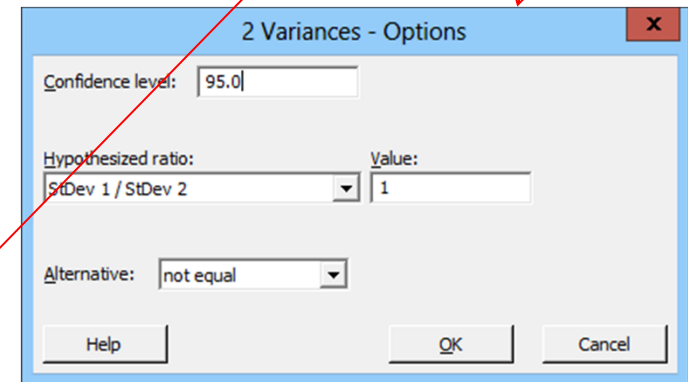 2 Variances - Options
x
Confidence level: 95.0
Hypothesized ratio: Value:
StDev 1 / StDev 2 1
Alternative: not equal
Help OK Cancel